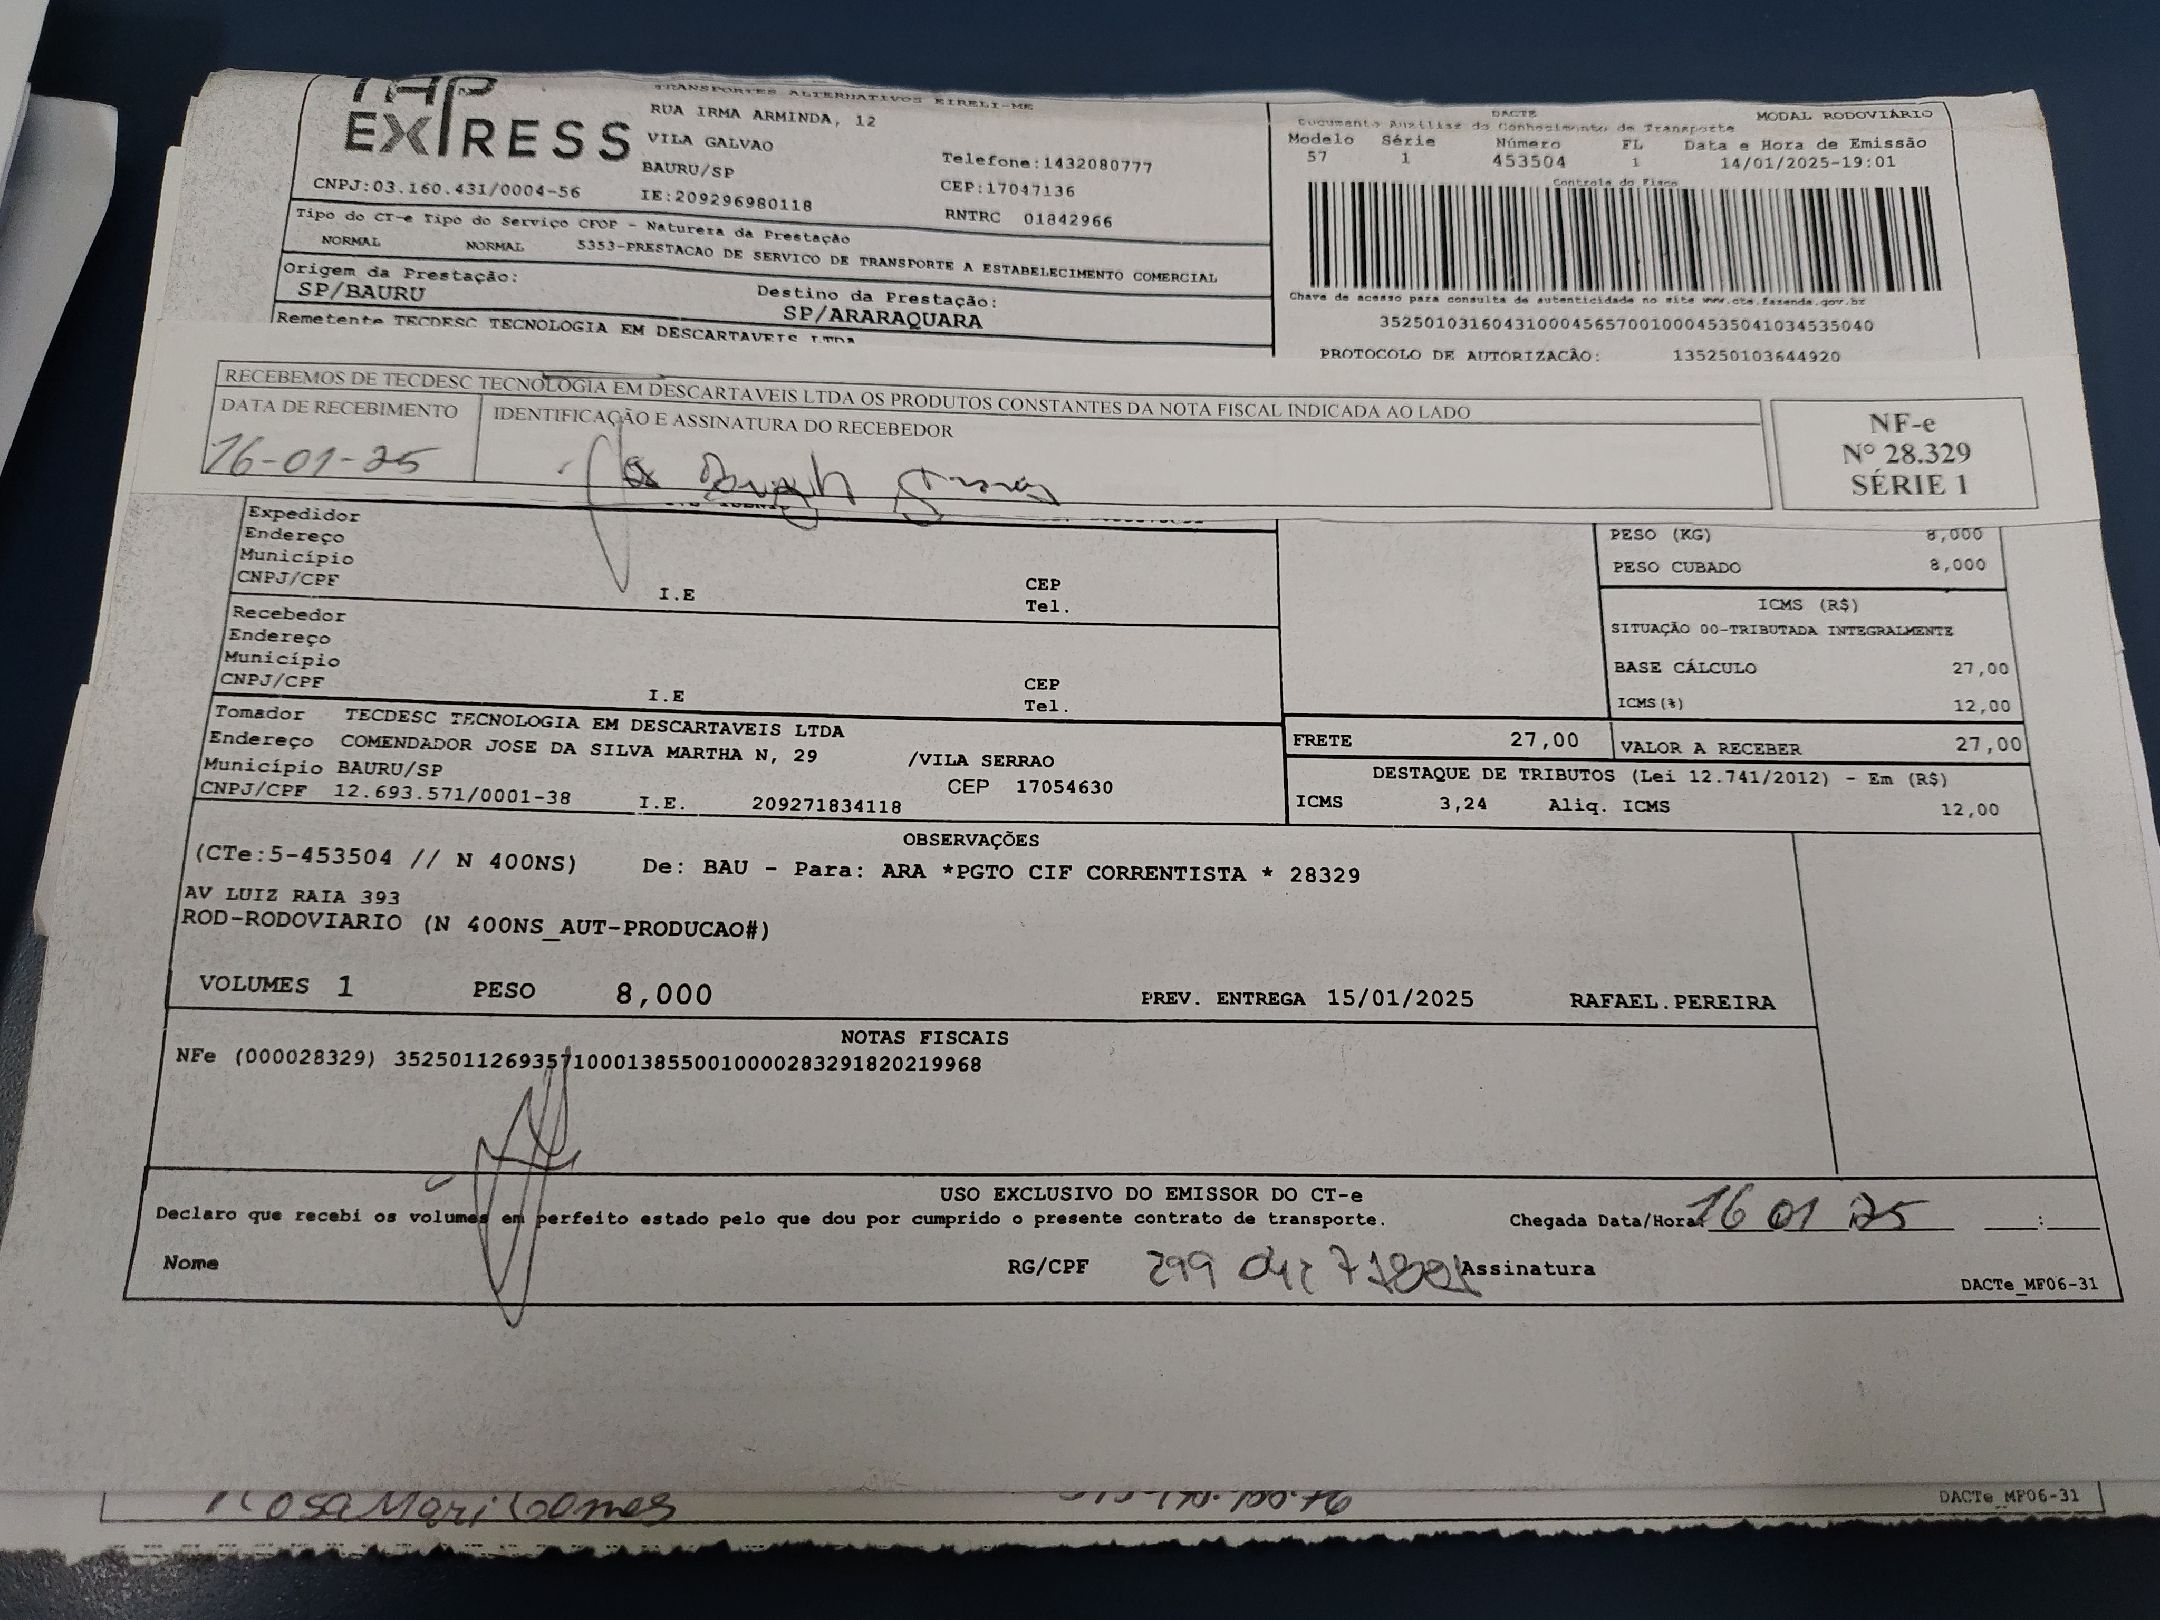 TAP
EXPRESS
TRANSPORTES ALTERNATIVOS EIRELI-ME
RUA IRMA ARMINDA, 12
VILA GALVAO
BAURU/SP
Telefone:1432080777
CEP:17047136
CNPJ:03.160.431/0004-56
IE:209296980118
RNTRC 01842966
DACTE
MODAL RODOVIÁRIO
Documento Auxiliar do Conhecimento de Transporte
Modelo Série Número FL Data e Hora de Emissão
57 1 453504 1 14/01/2025-19:01
Controle do Fisco
Tipo do CT-e Tipo do Serviço CFOP - Natureza da Prestação
NORMAL NORMAL 5353-PRESTACAO DE SERVICO DE TRANSPORTE A ESTABELECIMENTO COMERCIAL
Origem da Prestação:
SP/BAURU
Destino da Prestação:
SP/ARARAQUARA
Chave de acesso para consulta de autenticidade no site www.cte.fazenda.gov.br
35250103160431000456570010004535041034535040
Remetente TECDESC TECNOLOGIA EM DESCARTAVEIS LTDA
PROTOCOLO DE AUTORIZACÃO: 135250103644920
RECEBEMOS DE TECDESC TECNOLOGIA EM DESCARTAVEIS LTDA OS PRODUTOS CONSTANTES DA NOTA FISCAL INDICADA AO LADO
DATA DE RECEBIMENTO
IDENTIFICAÇÃO E ASSINATURA DO RECEBEDOR
16-01-25
NF-e
Nº 28.329
SÉRIE 1
Expedidor
Endereço
Município
CNPJ/CPF
I.E
CEP
Tel.
Recebedor
Endereço
Município
CNPJ/CPF
I.E
CEP
Tel.
PESO (KG) 8,000
PESO CUBADO 8,000
ICMS (R$)
SITUAÇÃO 00-TRIBUTADA INTEGRALMENTE
BASE CÁLCULO 27,00
ICMS(%) 12,00
Tomador TECDESC TECNOLOGIA EM DESCARTAVEIS LTDA
Endereço COMENDADOR JOSE DA SILVA MARTHA N, 29 /VILA SERRAO
Município BAURU/SP CEP 17054630
CNPJ/CPF 12.693.571/0001-38 I.E. 209271834118
FRETE 27,00 VALOR A RECEBER 27,00
DESTAQUE DE TRIBUTOS (Lei 12.741/2012) - Em (R$)
ICMS 3,24 Aliq. ICMS 12,00
OBSERVAÇÕES
(CTe:5-453504 // N 400NS) De: BAU - Para: ARA *PGTO CIF CORRENTISTA * 28329
AV LUIZ RAIA 393
ROD-RODOVIARIO (N 400NS_AUT-PRODUCAO#)
VOLUMES 1 PESO 8,000 PREV. ENTREGA 15/01/2025 RAFAEL.PEREIRA
NOTAS FISCAIS
NFe (000028329) 35250112693571000138550010000283291820219968
USO EXCLUSIVO DO EMISSOR DO CT-e
Declaro que recebi os volumes em perfeito estado pelo que dou por cumprido o presente contrato de transporte.
Chegada Data/Hora: 16 01 25 :
Nome RG/CPF Assinatura
DACTe_MF06-31
Rosa Mari Gomes
DACTe_MF06-31